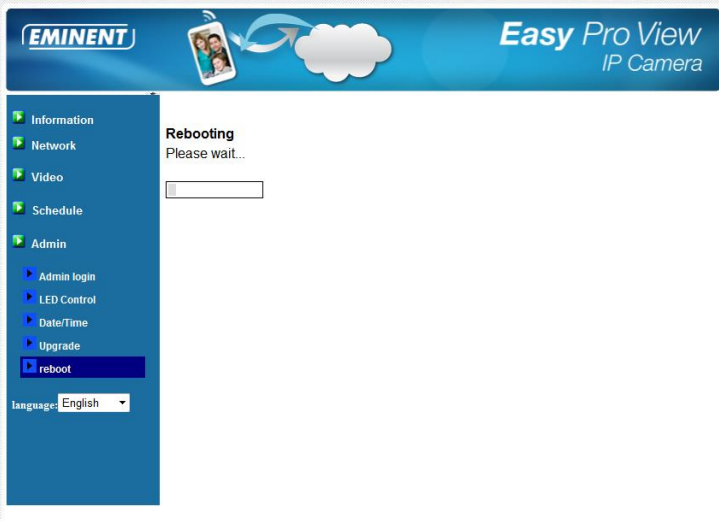 EMINENT
Easy Pro View
IP Camera
Information
Network
Video
Schedule
Admin
Admin login
LED Control
Date/Time
Upgrade
reboot
language: English
Rebooting
Please wait...